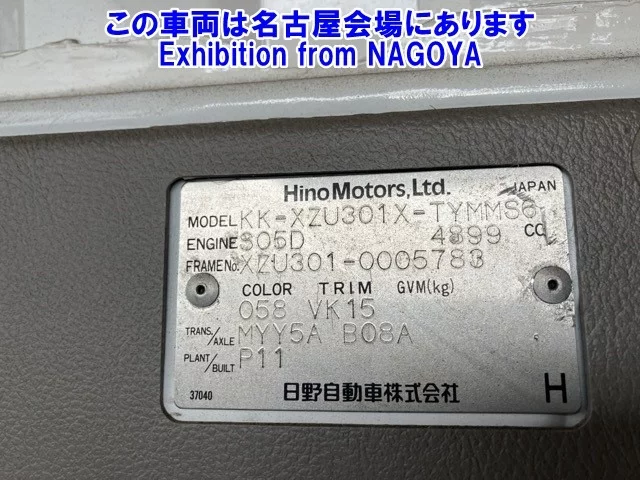 この車両は名古屋会場にあります
Exhibition from NAGOYA
Hino Motors, Ltd. JAPAN
MODEL KK-XZU301X-TYMMS6
ENGINE S05D 4899 CC
FRAME No. XZU301-0005783
COLOR TRIM GVM(kg)
058 VK15
TRANS./AXLE MYY5A B08A
PLANT/BUILT P11
37040 日野自動車株式会社 H